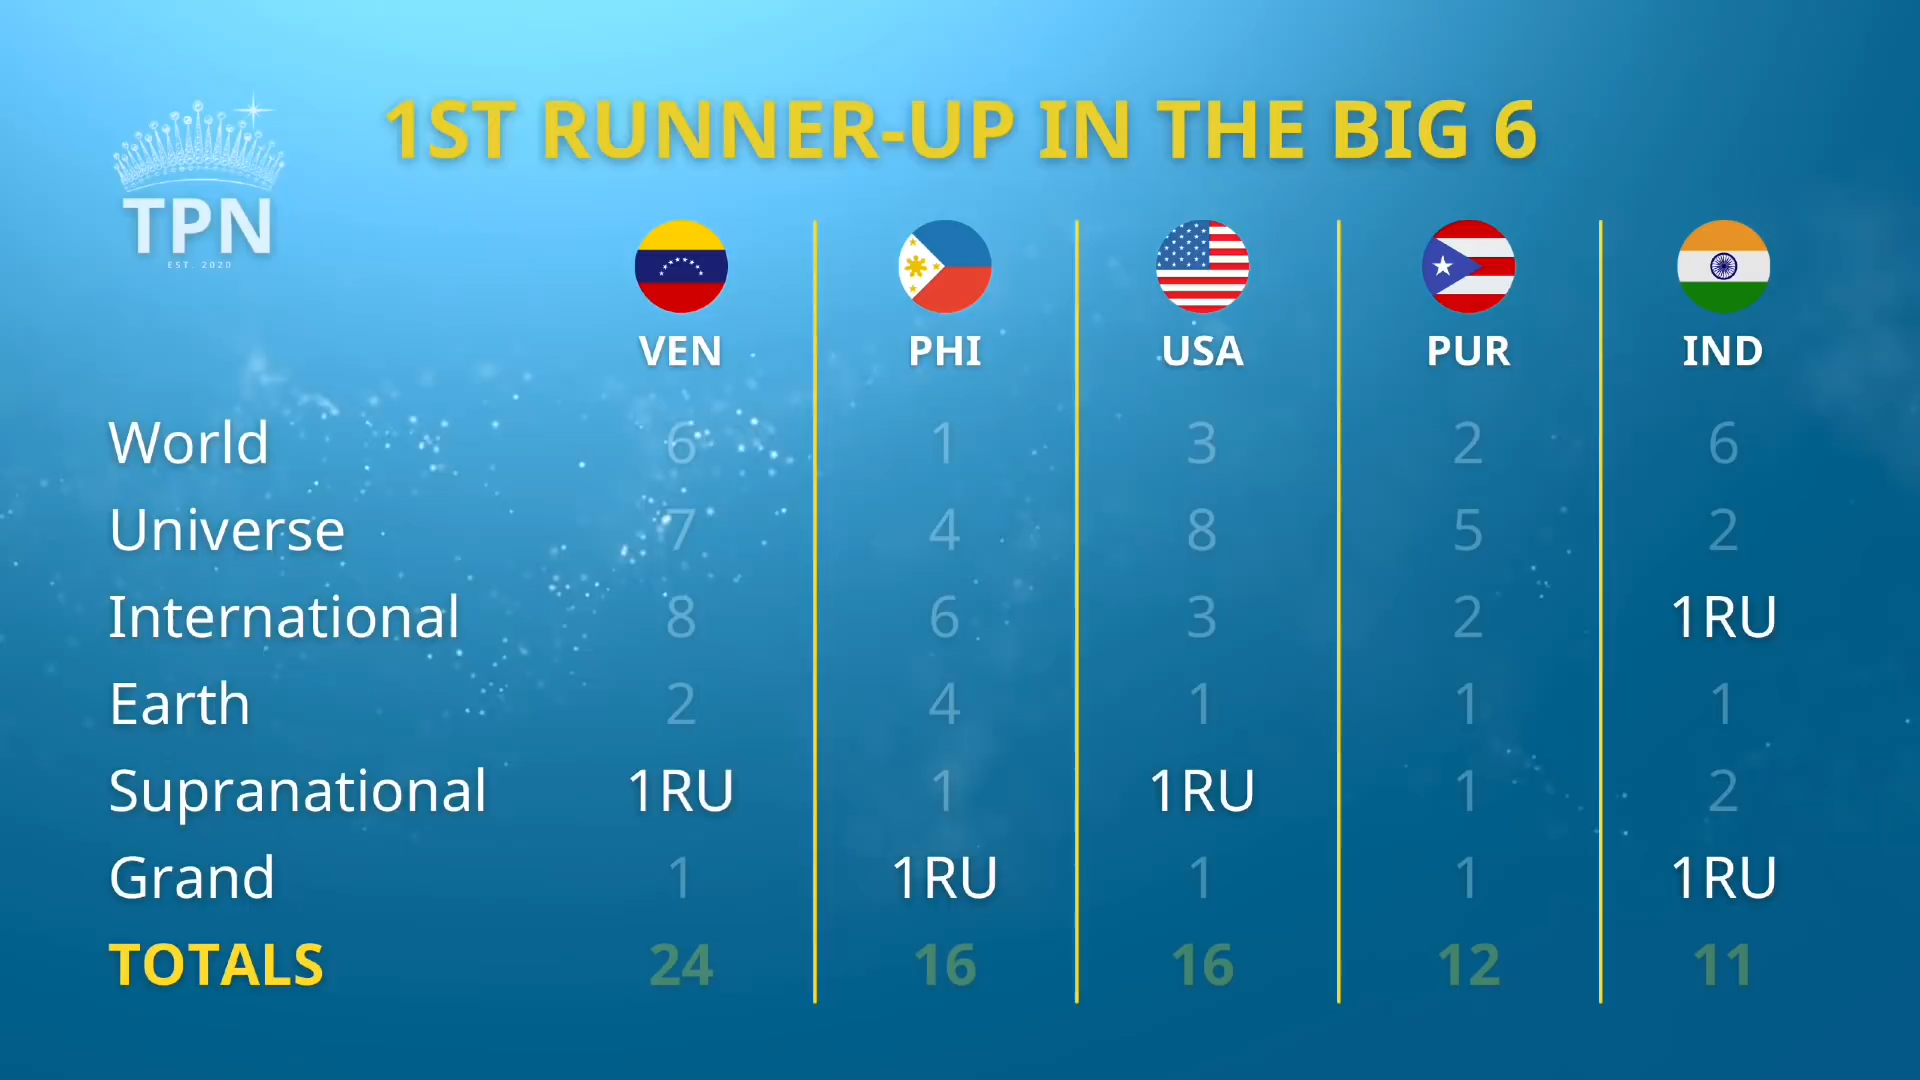 1ST RUNNER-UP IN THE BIG 6
TPN
EST. 2020
VEN PHI USA PUR IND
World 6 1 3 2 6
Universe 7 4 8 5 2
International 8 6 3 2 1RU
Earth 2 4 1 1 1
Supranational 1RU 1 1RU 1 2
Grand 1 1RU 1 1 1RU
TOTALS 24 16 16 12 11